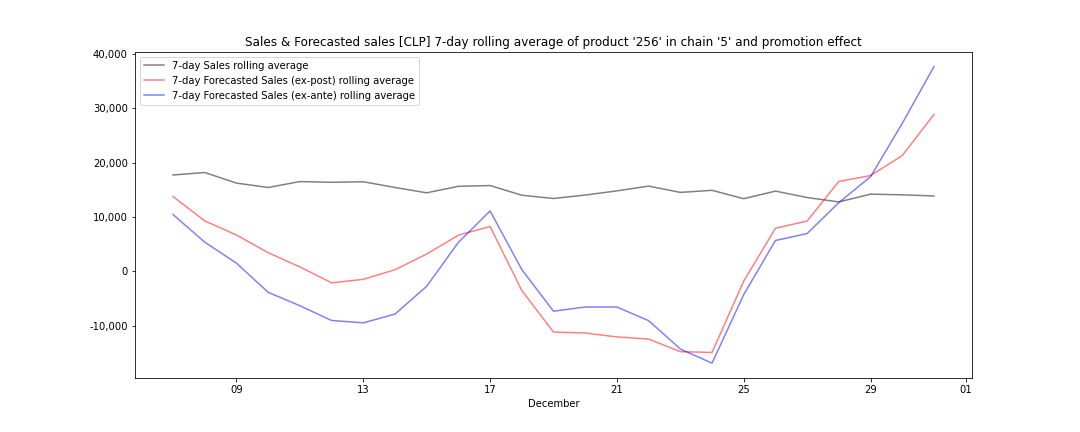 Sales & Forecasted sales [CLP] 7-day rolling average of product '256' in chain '5' and promotion effect
40,000
7-day Sales rolling average
7-day Forecasted Sales (ex-post) rolling average
7-day Forecasted Sales (ex-ante) rolling average
30,000
20,000
10,000
0
-10,000
09 13 17 21 25 29 01
December